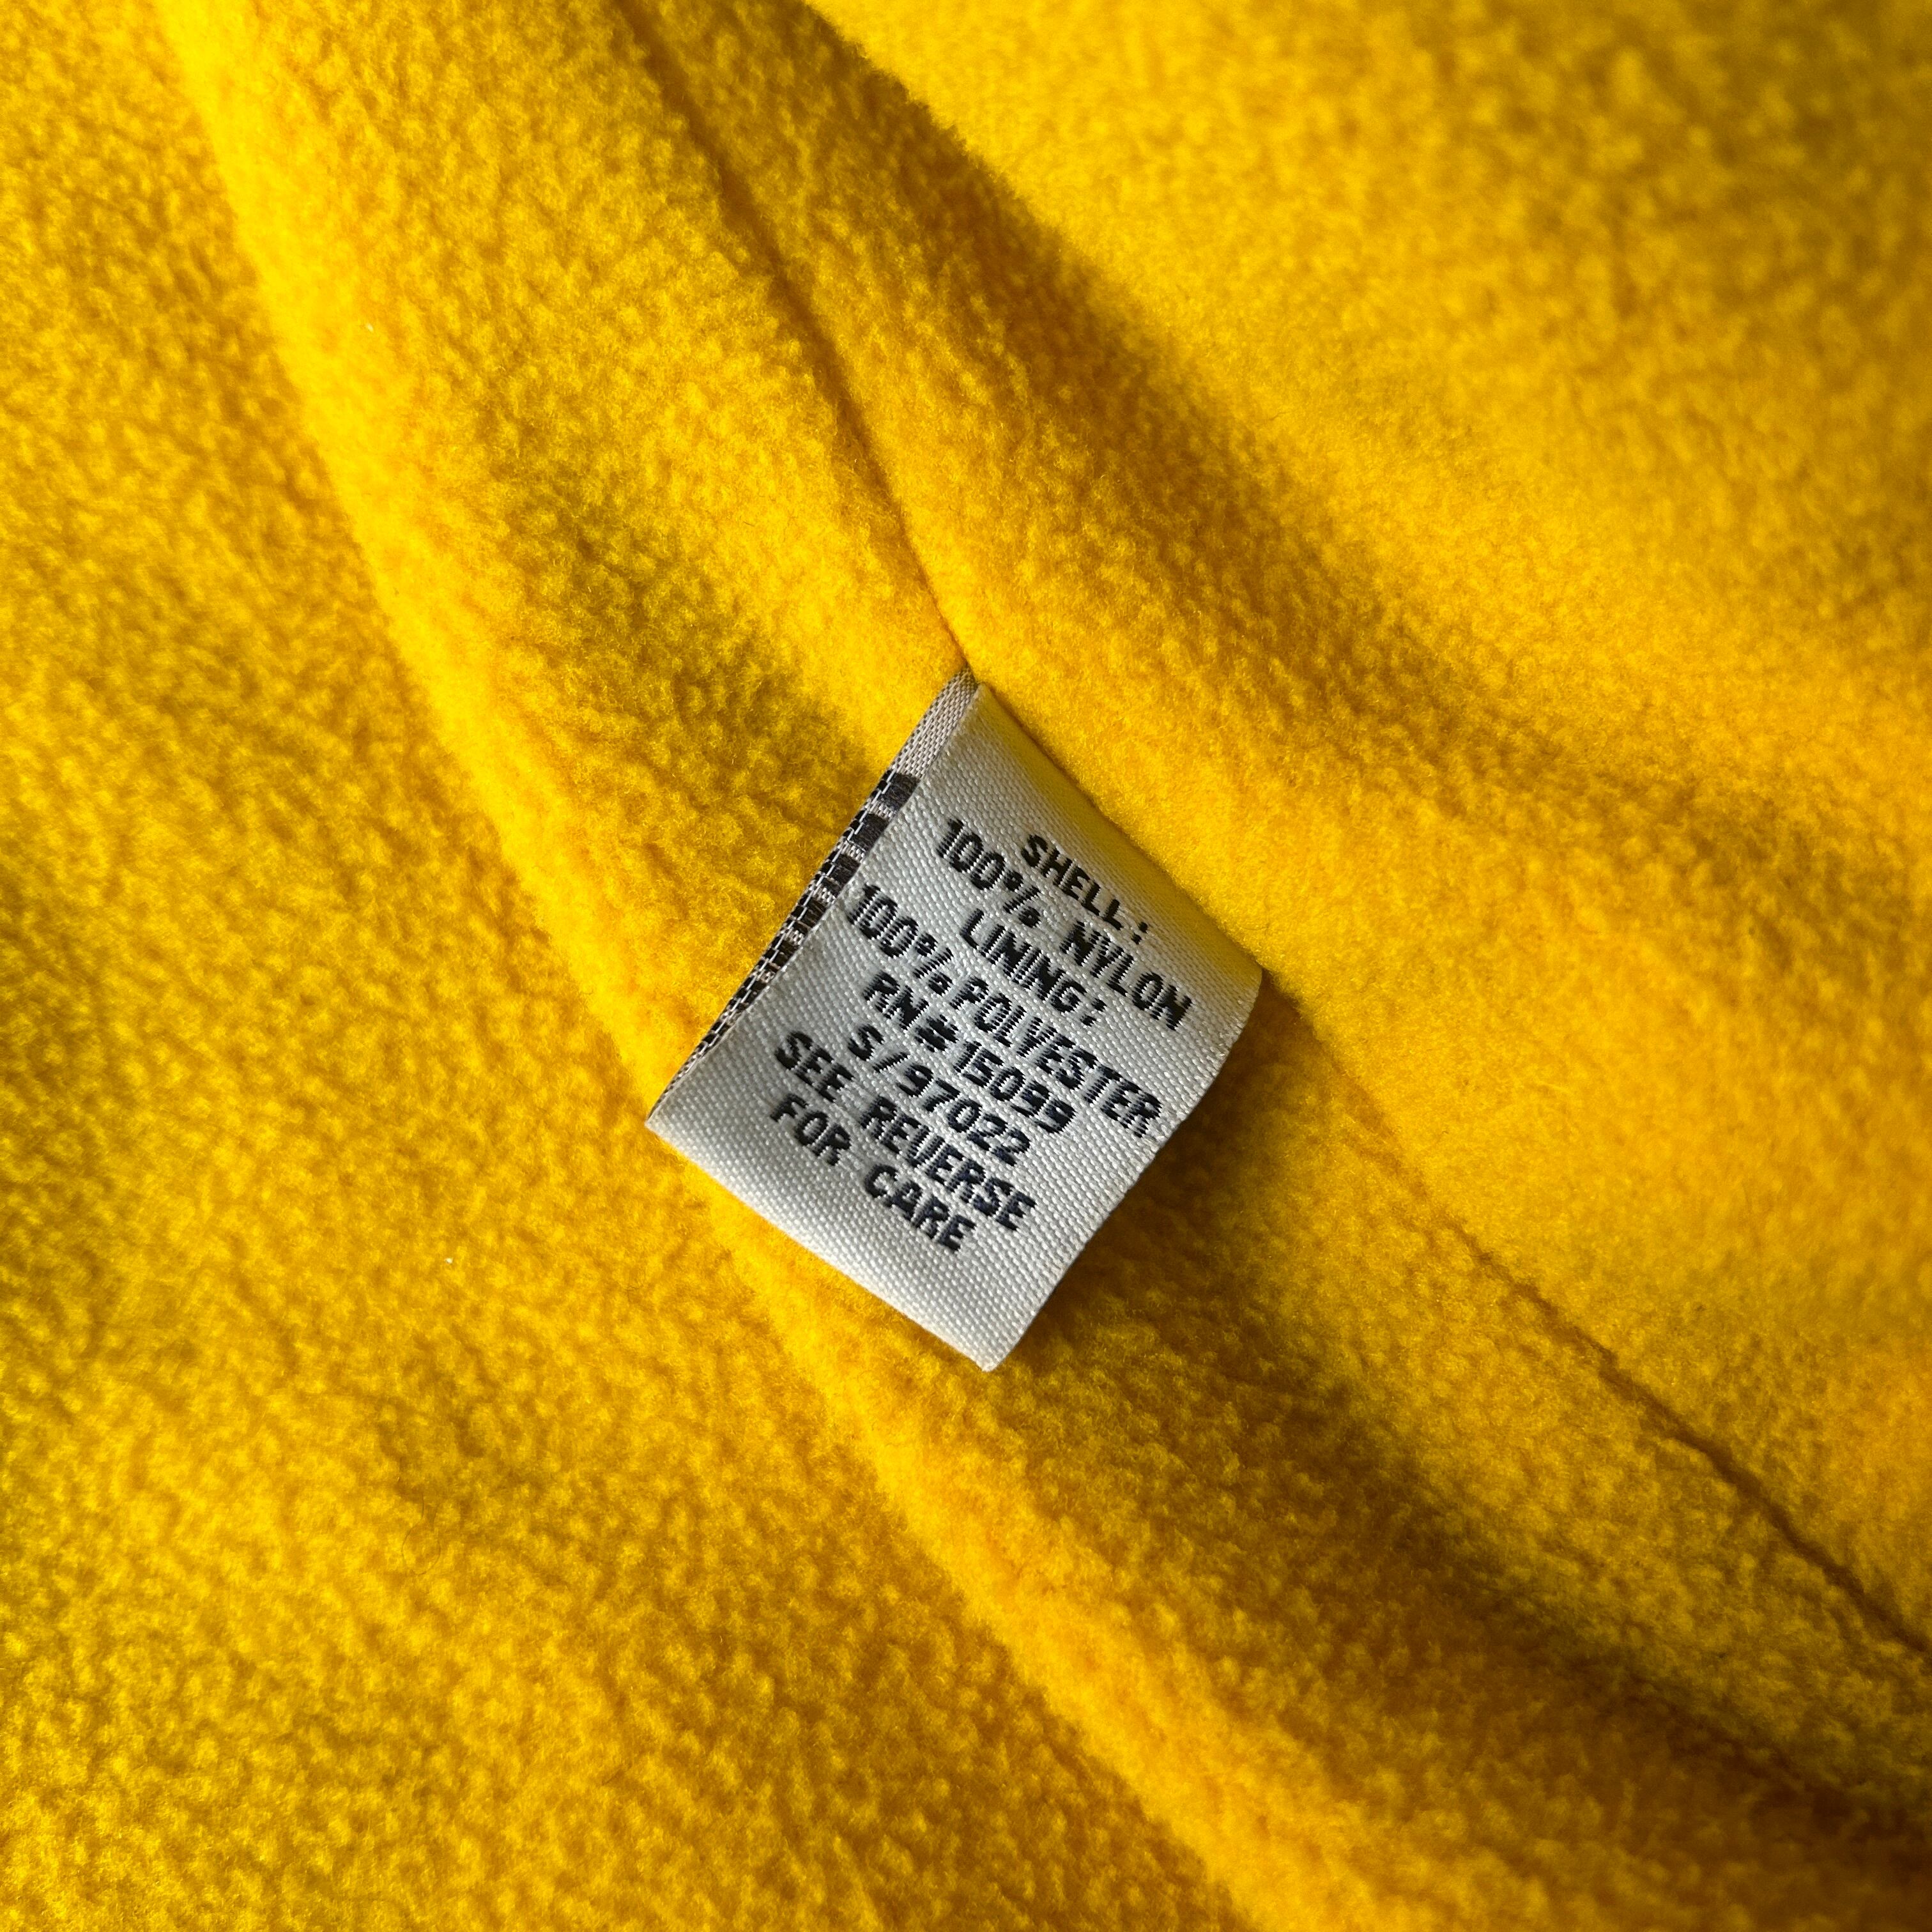 SHELL:
100% NYLON
LINING:
100% POLYESTER
RN# 15099
S/97022
SEE REVERSE
FOR CARE